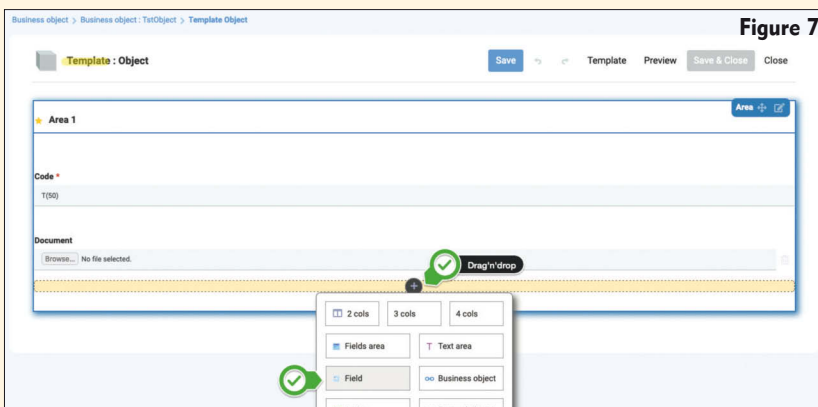 Business object > Business object : TstObject > Template Object
Figure 7
Template : Object
Save
Template
Preview
Save & Close
Close
Area
Area 1
Code *
T(50)
Document
Browse... No file selected.
Drag'n'drop
+
2 cols
3 cols
4 cols
Fields area
T Text area
Field
Business object